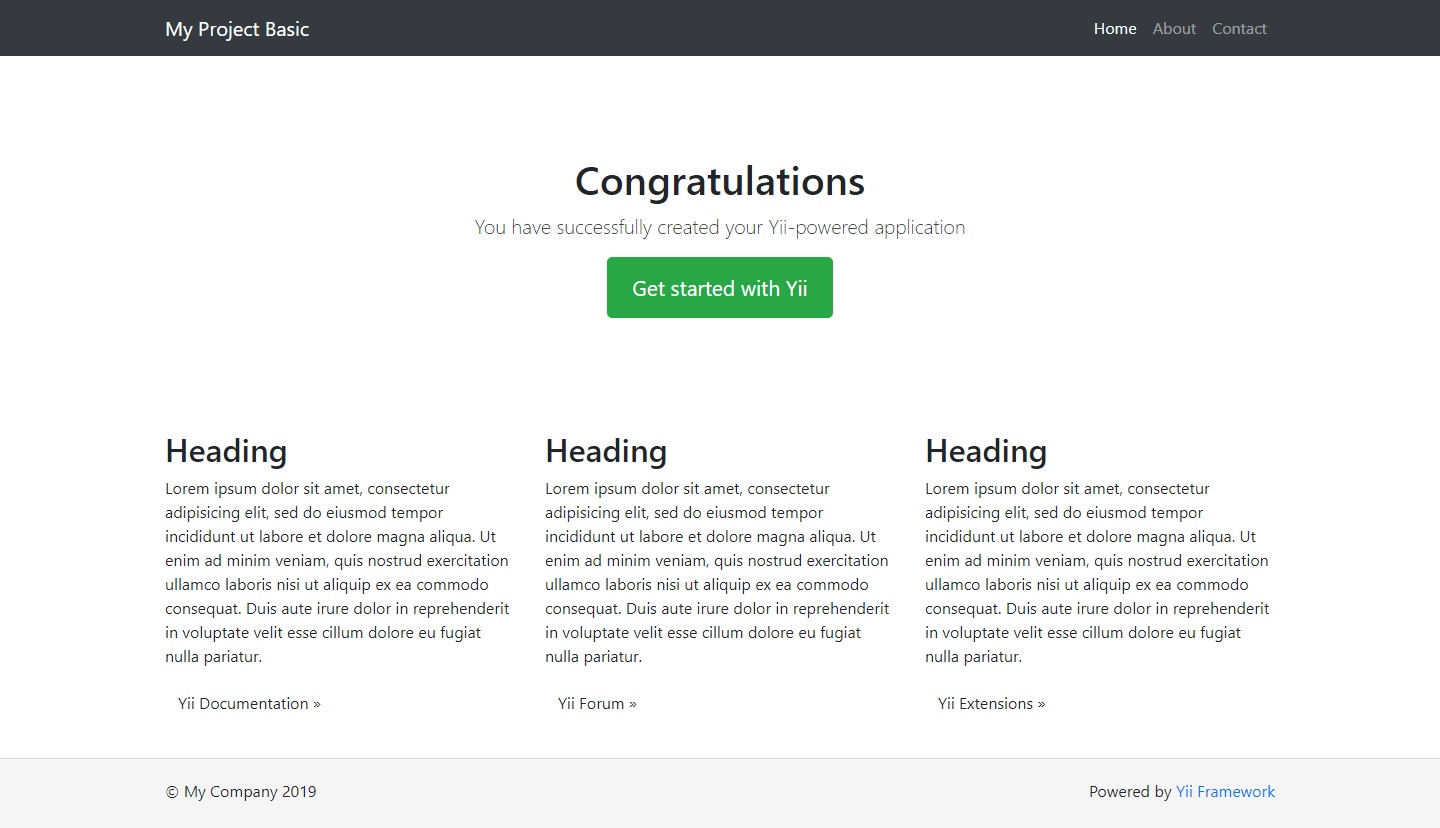 My Project Basic
Home About Contact
Congratulations
You have successfully created your Yii-powered application
Get started with Yii
Heading
Lorem ipsum dolor sit amet, consectetur
adipisicing elit, sed do eiusmod tempor
incididunt ut labore et dolore magna aliqua. Ut
enim ad minim veniam, quis nostrud exercitation
ullamco laboris nisi ut aliquip ex ea commodo
consequat. Duis aute irure dolor in reprehenderit
in voluptate velit esse cillum dolore eu fugiat
nulla pariatur.
Yii Documentation »
Heading
Lorem ipsum dolor sit amet, consectetur
adipisicing elit, sed do eiusmod tempor
incididunt ut labore et dolore magna aliqua. Ut
enim ad minim veniam, quis nostrud exercitation
ullamco laboris nisi ut aliquip ex ea commodo
consequat. Duis aute irure dolor in reprehenderit
in voluptate velit esse cillum dolore eu fugiat
nulla pariatur.
Yii Forum »
Heading
Lorem ipsum dolor sit amet, consectetur
adipisicing elit, sed do eiusmod tempor
incididunt ut labore et dolore magna aliqua. Ut
enim ad minim veniam, quis nostrud exercitation
ullamco laboris nisi ut aliquip ex ea commodo
consequat. Duis aute irure dolor in reprehenderit
in voluptate velit esse cillum dolore eu fugiat
nulla pariatur.
Yii Extensions »
© My Company 2019
Powered by Yii Framework